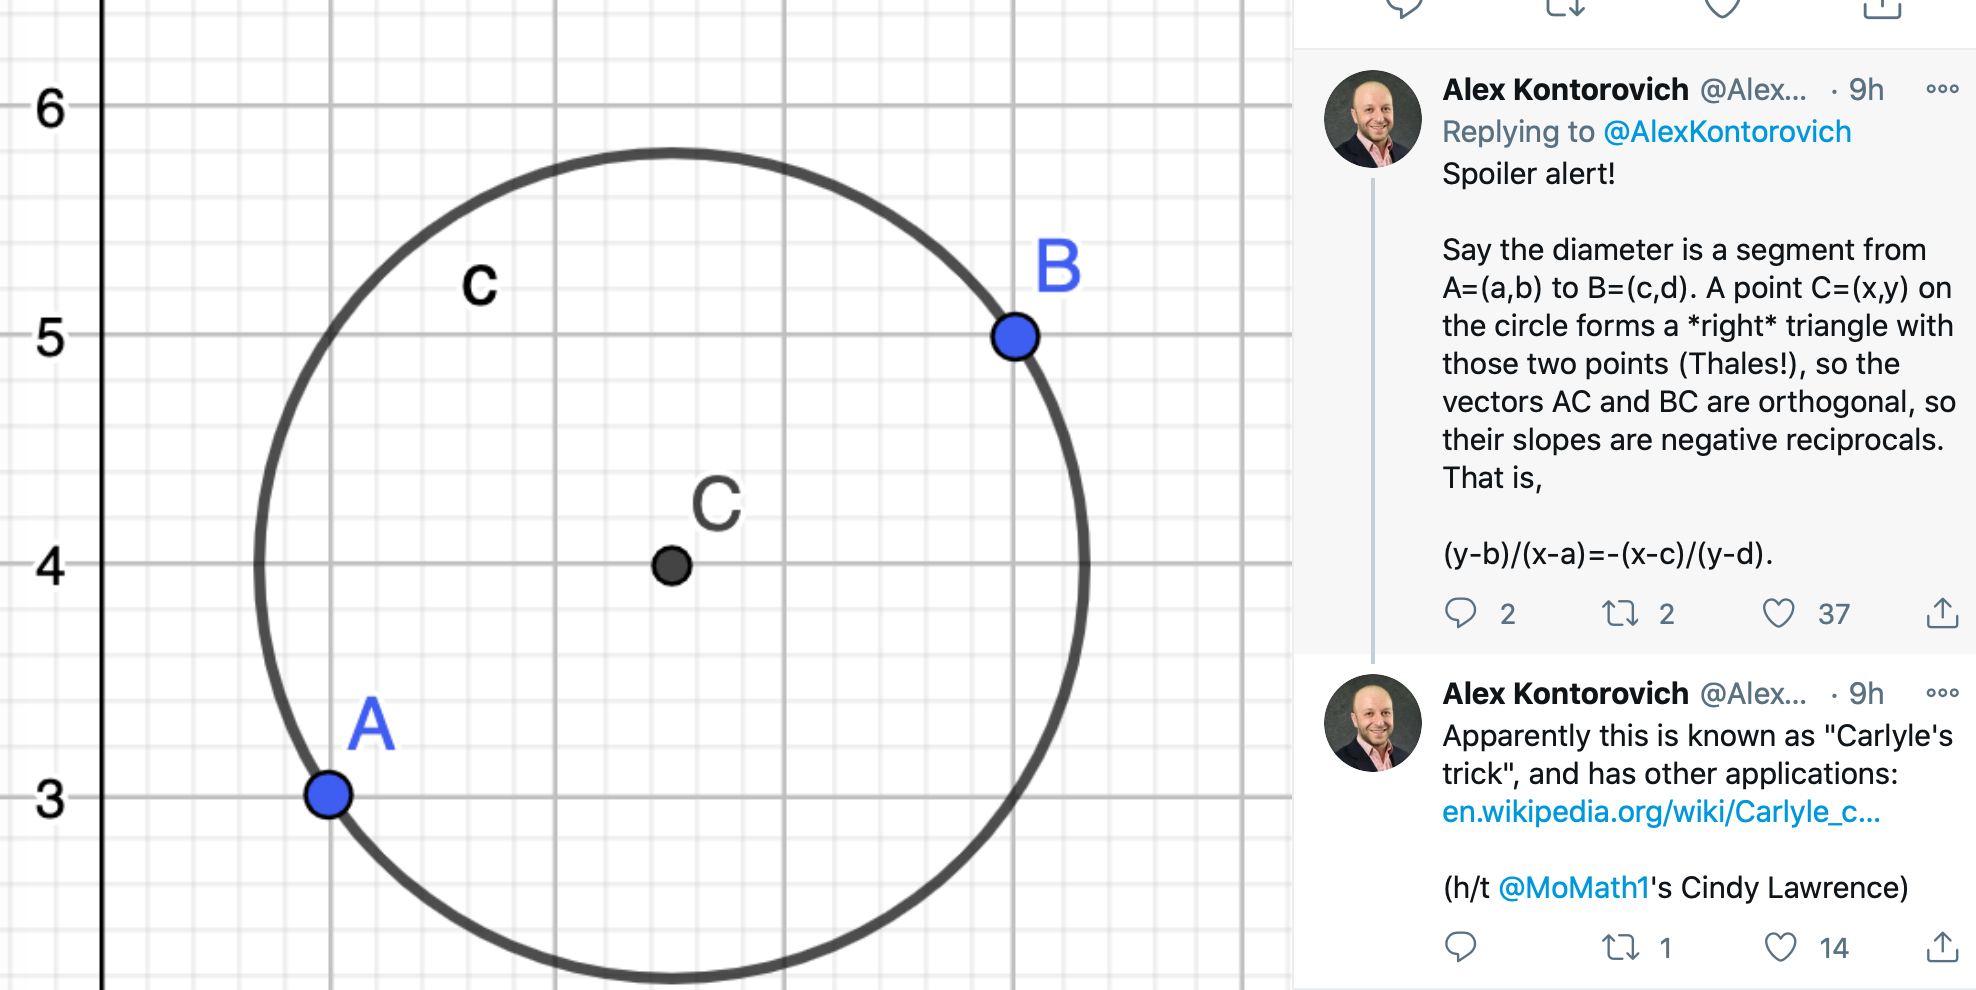 6
5
4
3
c
B
C
A
Alex Kontorovich @Alex... · 9h
Replying to @AlexKontorovich
Spoiler alert!
Say the diameter is a segment from
A=(a,b) to B=(c,d). A point C=(x,y) on
the circle forms a *right* triangle with
those two points (Thales!), so the
vectors AC and BC are orthogonal, so
their slopes are negative reciprocals.
That is,
(y-b)/(x-a)=-(x-c)/(y-d).
2 2 37
Alex Kontorovich @Alex... · 9h
Apparently this is known as "Carlyle's
trick", and has other applications:
en.wikipedia.org/wiki/Carlyle_c...
(h/t @MoMath1's Cindy Lawrence)
1 14